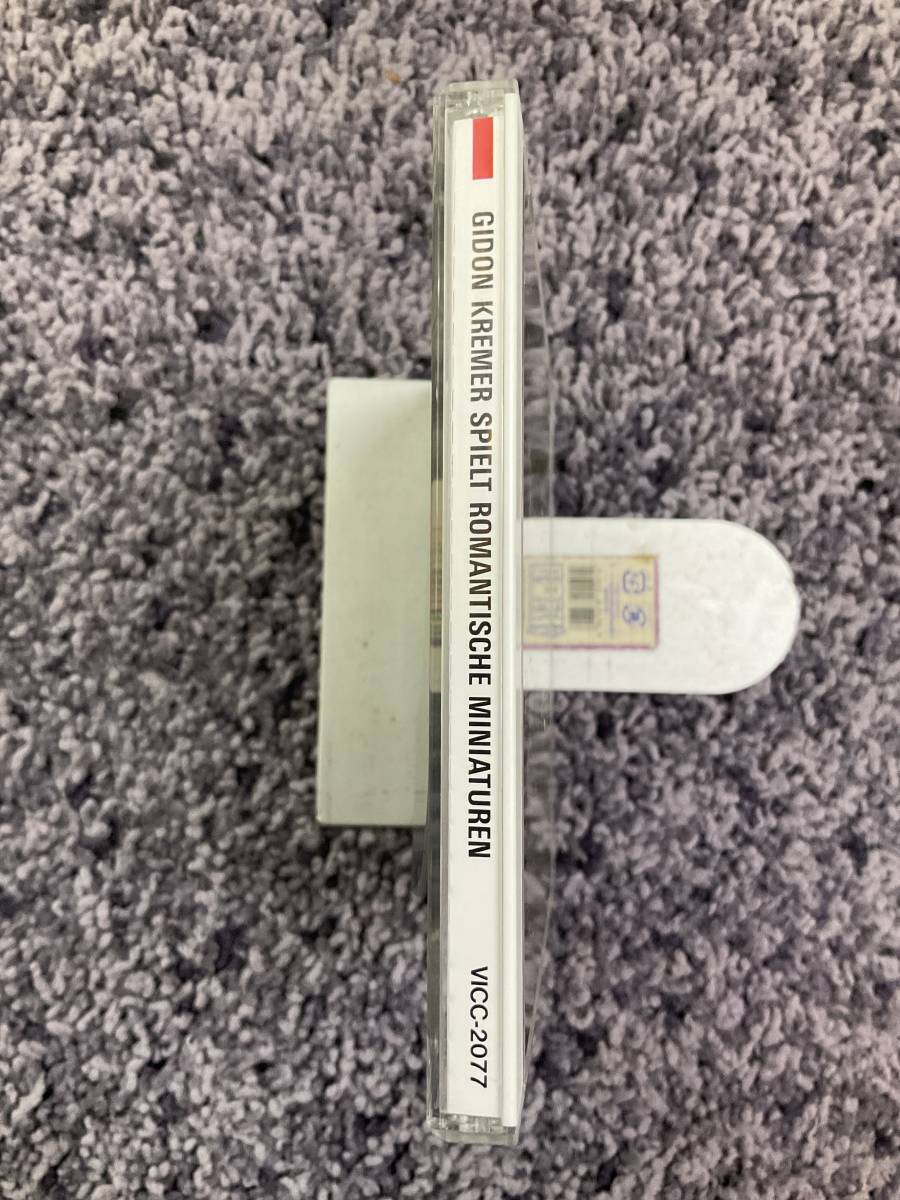 GIDON KREMER SPIELT ROMANTISCHE MINIATUREN
VICC-2077